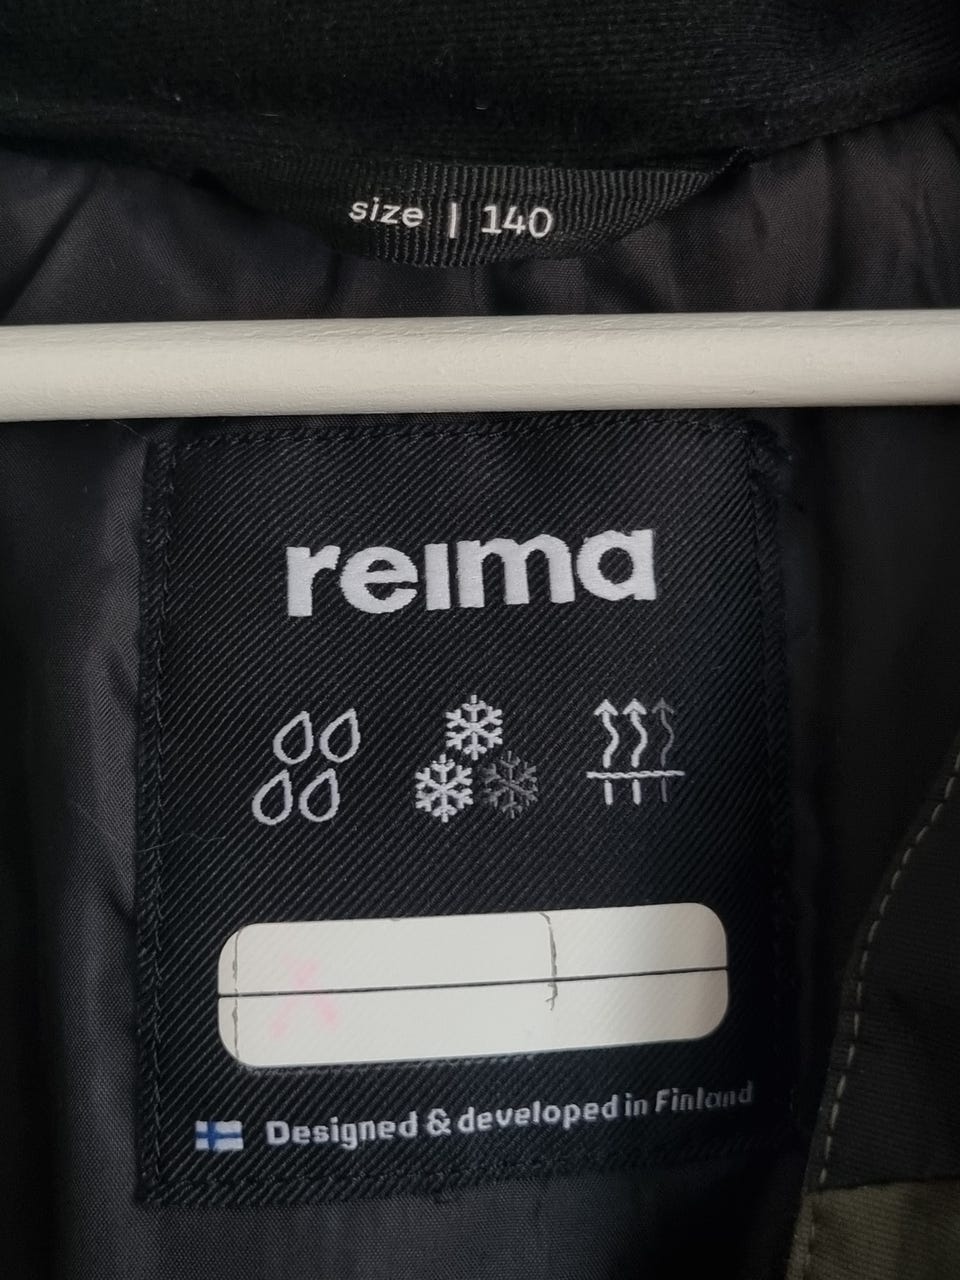 size | 140
reima
Designed & developed in Finland